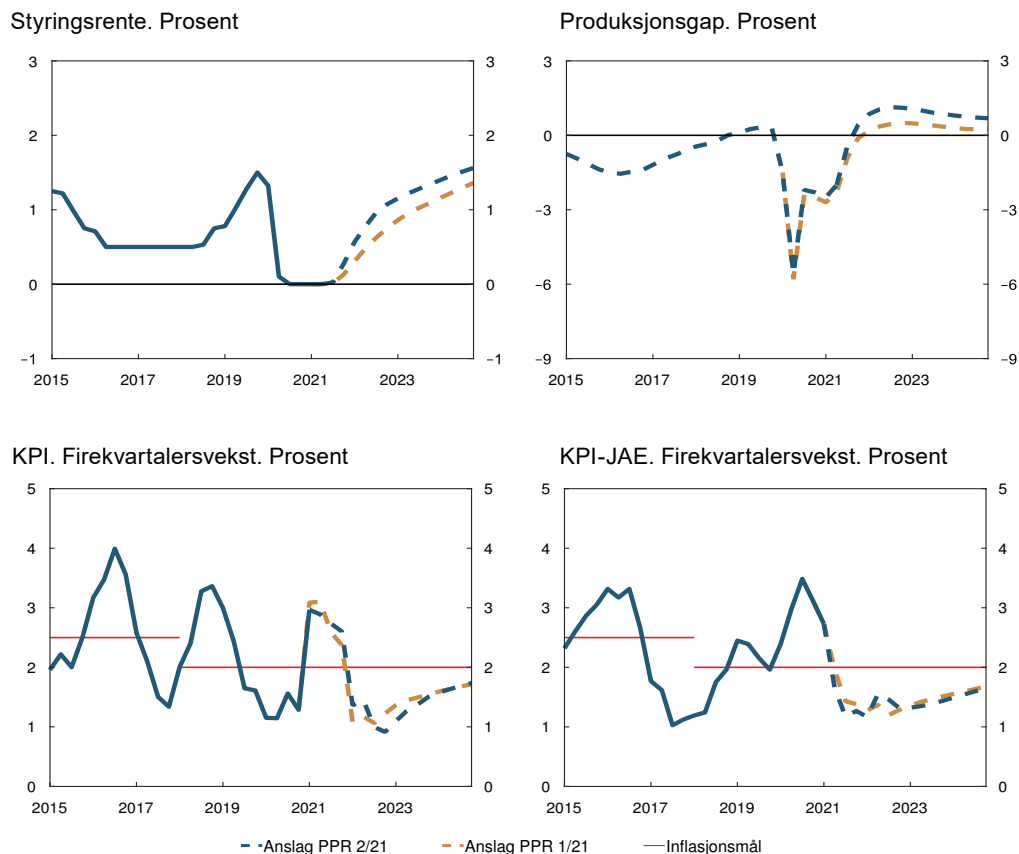 Styringsrente. Prosent
3 3
2 2
1 1
0 0
−1 −1
2015 2017 2019 2021 2023
Produksjonsgap. Prosent
3 3
0 0
−3 −3
−6 −6
−9 −9
2015 2017 2019 2021 2023
KPI. Firekvartalersvekst. Prosent
5 5
4 4
3 3
2 2
1 1
0 0
2015 2017 2019 2021 2023
KPI-JAE. Firekvartalersvekst. Prosent
5 5
4 4
3 3
2 2
1 1
0 0
2015 2017 2019 2021 2023
Anslag PPR 2/21 Anslag PPR 1/21 Inflasjonsmål